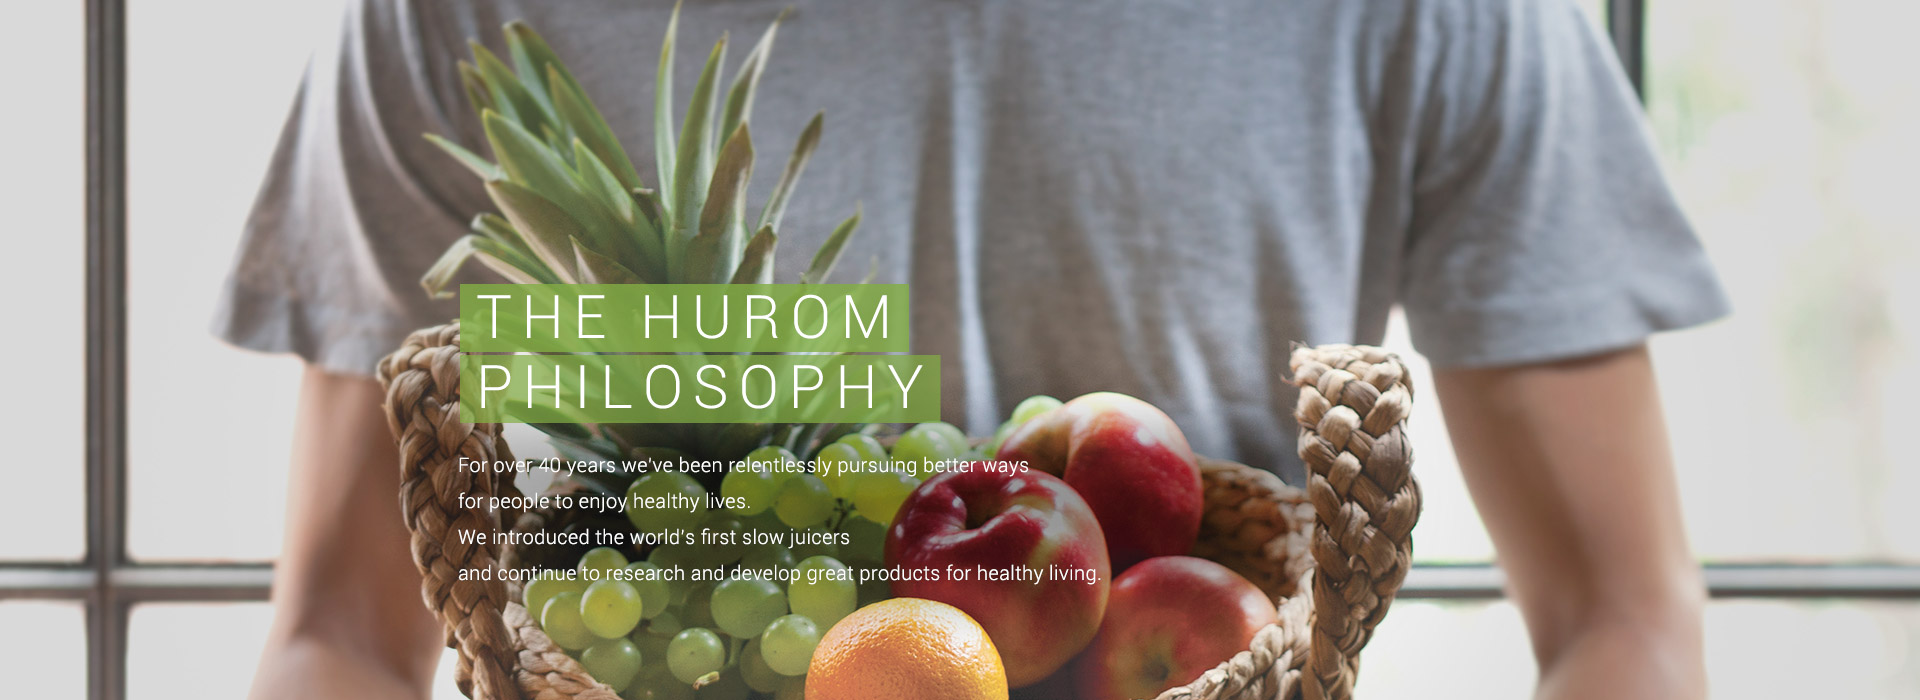 THE HUROM
PHILOSOPHY
For over 40 years we've been relentlessly pursuing better ways
for people to enjoy healthy lives.
We introduced the world's first slow juicers
and continue to research and develop great products for healthy living.